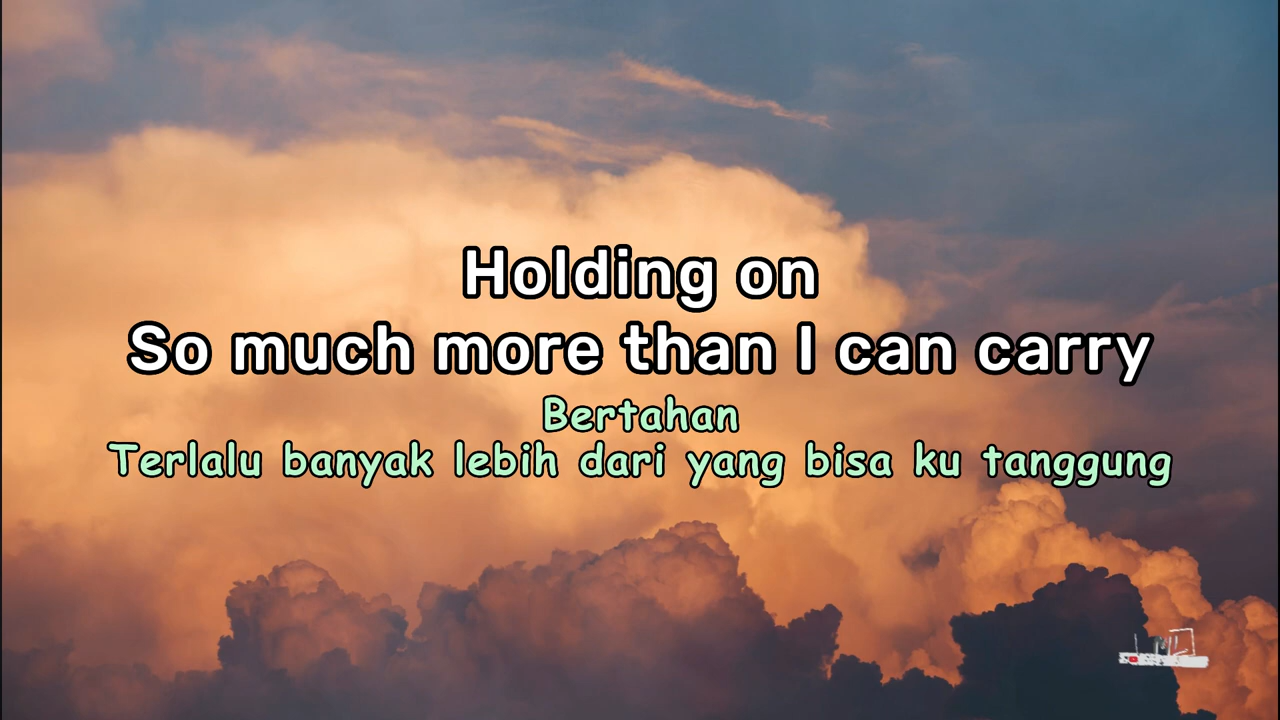 Holding on
So much more than I can carry
Bertahan
Terlalu banyak lebih dari yang bisa ku tanggung